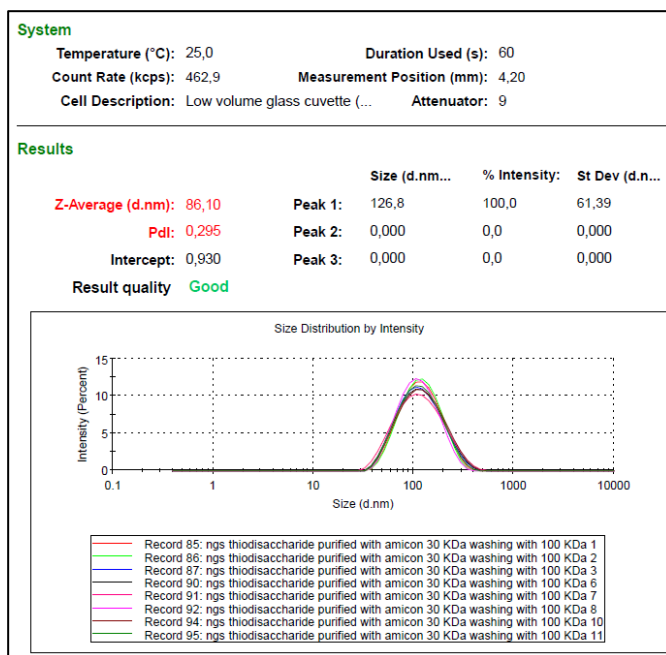 System
Temperature (°C): 25,0 Duration Used (s): 60
Count Rate (kcps): 462,9 Measurement Position (mm): 4,20
Cell Description: Low volume glass cuvette (... Attenuator: 9
Results
Size (d.nm... % Intensity: St Dev (d.n...
Z-Average (d.nm): 86,10 Peak 1: 126,8 100,0 61,39
PdI: 0,295 Peak 2: 0,000 0,0 0,000
Intercept: 0,930 Peak 3: 0,000 0,0 0,000
Result quality Good
Size Distribution by Intensity
Intensity (Percent)
15
10
5
0
0.1 1 10 100 1000 10000
Size (d.nm)
Record 85: ngs thiodisaccharide purified with amicon 30 KDa washing with 100 KDa 1
Record 86: ngs thiodisaccharide purified with amicon 30 KDa washing with 100 KDa 2
Record 87: ngs thiodisaccharide purified with amicon 30 KDa washing with 100 KDa 3
Record 90: ngs thiodisaccharide purified with amicon 30 KDa washing with 100 KDa 6
Record 91: ngs thiodisaccharide purified with amicon 30 KDa washing with 100 KDa 7
Record 92: ngs thiodisaccharide purified with amicon 30 KDa washing with 100 KDa 8
Record 94: ngs thiodisaccharide purified with amicon 30 KDa washing with 100 KDa 10
Record 95: ngs thiodisaccharide purified with amicon 30 KDa washing with 100 KDa 11